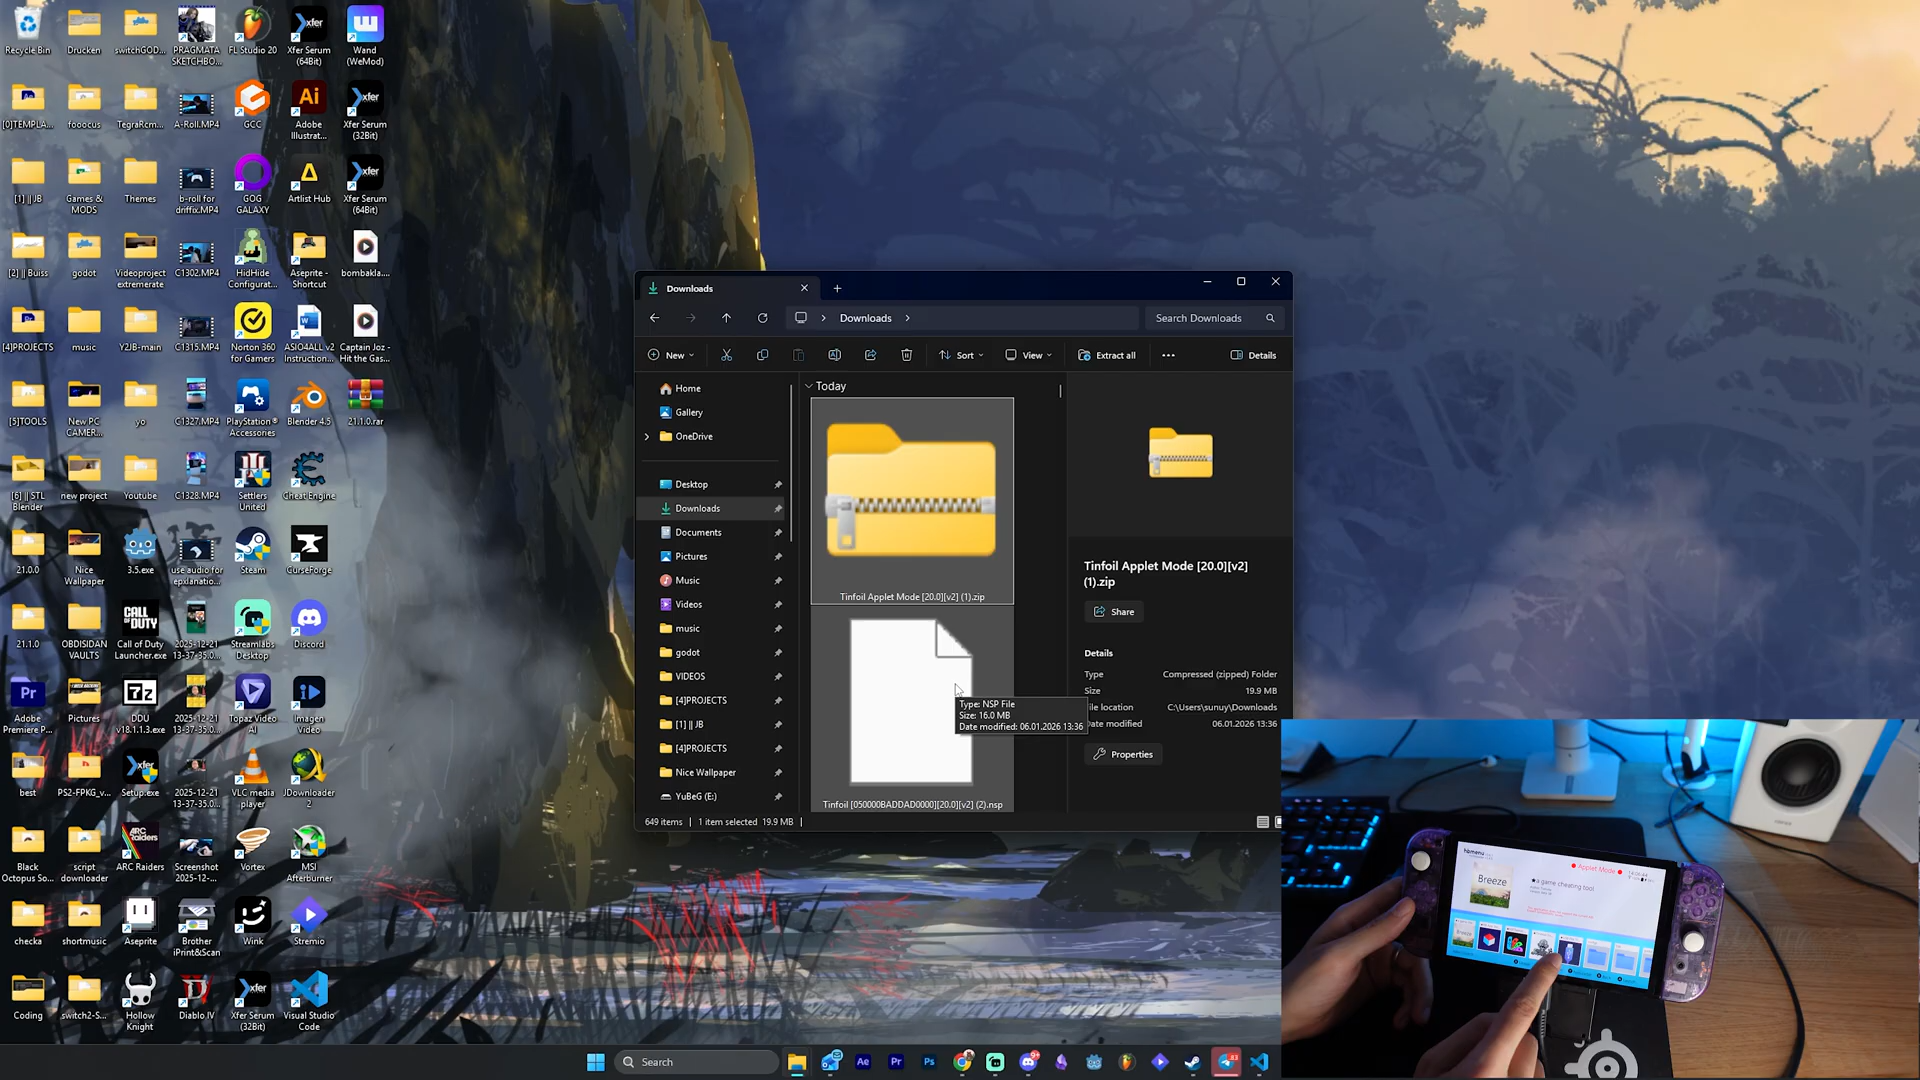 Recycle Bin
Drucken
switchGOD...
PRAGMATA
SKETCHBO...
FL Studio 20
Xfer Serum
(64Bit)
Wand
(WeMod)
[0]TEMPLA...
fooocus
TegraRcm...
A-Roll.MP4
GCC
Adobe
Illustrat...
Xfer Serum
(32Bit)
[1] || JB
Games &
MODS
Themes
b-roll for
driffix.MP4
GOG
GALAXY
Artlist Hub
Xfer Serum
(64Bit)
[2] || Buiss
godot
Videoproject
extremerate
C1302.MP4
HidHide
Configurat...
Aseprite -
Shortcut
bombakla....
[4]PROJECTS
music
Y2JB-main
C1315.MP4
Norton 360
for Gamers
ASIO4ALL v2
Instruction...
Captain Joz -
Hit the Gas...
[5]TOOLS
New PC
CAMER...
yo
C1327.MP4
PlayStation®
Accessories
Blender 4.5
21.1.0.rar
[6] || STL
Blender
new project
Youtube
C1328.MP4
Settlers
United
Cheat Engine
21.0.0
Nice
Wallpaper
3.5.exe
use audio for
epxlanatio...
Steam
CurseForge
21.1.0
OBDISIDAN
VAULTS
Call of Duty
Launcher.exe
2025-12-21
13-37-35.0...
Streamlabs
Desktop
Discord
Adobe
Premiere P...
Pictures
DDU
v18.1.1.3.exe
2025-12-21
13-37-35.0...
Topaz Video
AI
Imagen
Video
best
PS2-FPKG_v...
Setup.exe
2025-12-21
13-37-35.0...
VLC media
player
JDownloader
2
Black
Octopus So...
script
downloader
ARC Raiders
Screenshot
2025-12-...
Vortex
MSI
Afterburner
checka
shortmusic
Aseprite
Brother
iPrint&Scan
Wink
Stremio
Coding
switch2-S...
Hollow
Knight
Diablo IV
Xfer Serum
(32Bit)
Visual Studio
Code
Downloads
Downloads
Search Downloads
New
Sort
View
Extract all
Details
Home
Gallery
OneDrive
Desktop
Downloads
Documents
Pictures
Music
Videos
music
godot
VIDEOS
[4]PROJECTS
[1] || JB
[4]PROJECTS
Nice Wallpaper
YuBeG (E:)
Today
Tinfoil Applet Mode [20.0][v2] (1).zip
Tinfoil [050000BADDAD0000][20.0][v2] (2).nsp
Type: NSP File
Size: 16.0 MB
Date modified: 06.01.2026 13:36
Tinfoil Applet Mode [20.0][v2]
(1).zip
Share
Details
Type
Compressed (zipped) Folder
Size
19.9 MB
File location
C:\Users\sunuy\Downloads
Date modified
06.01.2026 13:36
Properties
649 items
1 item selected 19.9 MB
Search
hbmenu
Applet Mode
Breeze
a game cheating tool